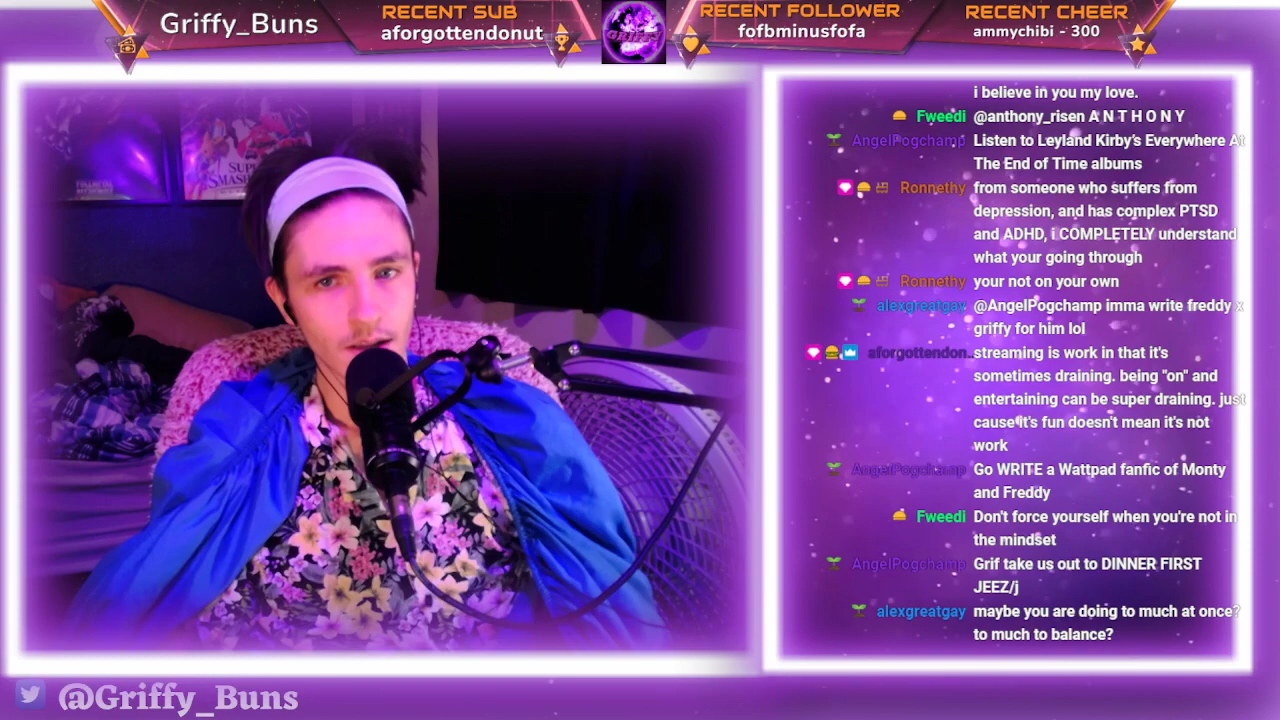 Griffy_Buns
RECENT SUB
aforgottendonut
RECENT FOLLOWER
fofbminusfofa
RECENT CHEER
ammychibi - 300
SUP
SMASH
i believe in you my love.
Fweedi @anthony_risen A N T H O N Y
AngelPogchamp Listen to Leyland Kirby's Everywhere At
The End of Time albums
Ronnethy from someone who suffers from
depression, and has complex PTSD
and ADHD, i COMPLETELY understand
what your going through
Ronnethy your not on your own
alexgreatgay @AngelPogchamp imma write freddy x
griffy for him lol
aforgottendon... streaming is work in that it's
sometimes draining. being "on" and
entertaining can be super draining. just
cause it's fun doesn't mean it's not
work
AngelPogchamp Go WRITE a Wattpad fanfic of Monty
and Freddy
Fweedi Don't force yourself when you're not in
the mindset
AngelPogchamp Grif take us out to DINNER FIRST
JEEZ/j
alexgreatgay maybe you are doing to much at once?
to much to balance?
@Griffy_Buns